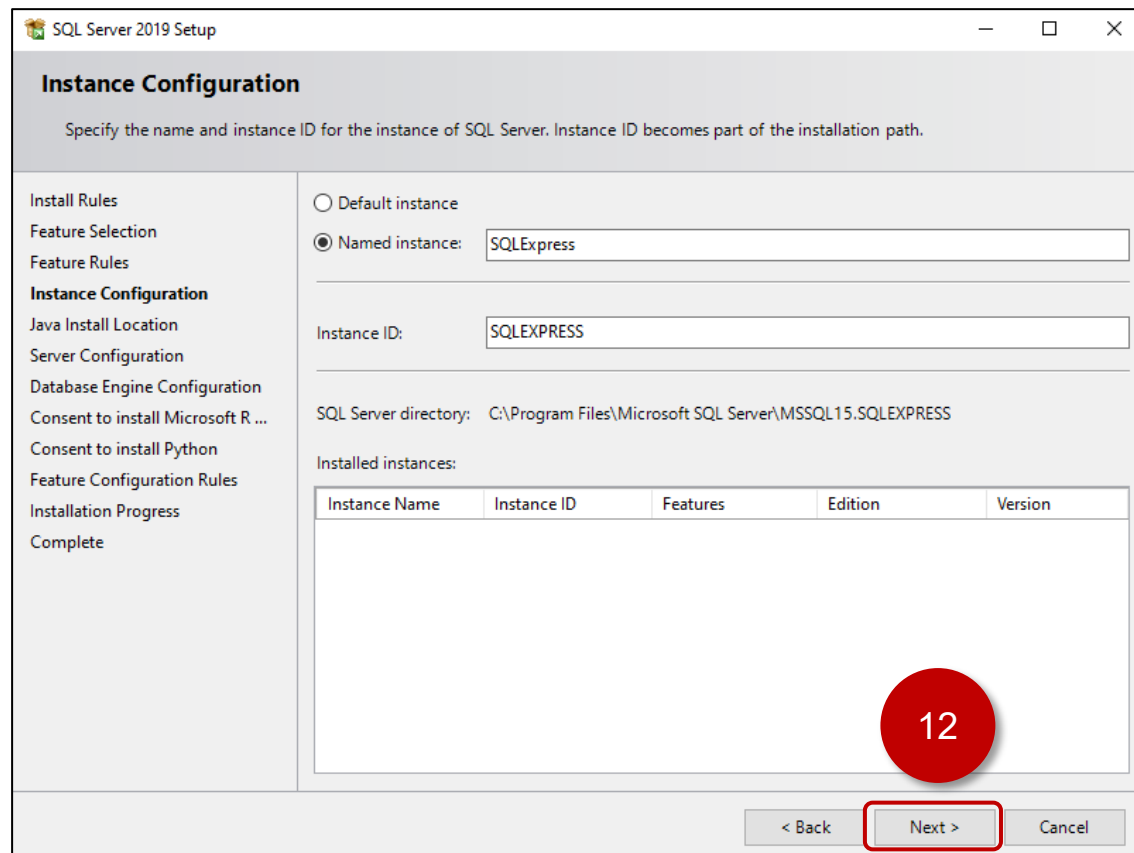 SQL Server 2019 Setup
Instance Configuration
Specify the name and instance ID for the instance of SQL Server. Instance ID becomes part of the installation path.
Install Rules
Feature Selection
Feature Rules
Instance Configuration
Java Install Location
Server Configuration
Database Engine Configuration
Consent to install Microsoft R ...
Consent to install Python
Feature Configuration Rules
Installation Progress
Complete
Default instance
Named instance: SQLExpress
Instance ID: SQLEXPRESS
SQL Server directory: C:\Program Files\Microsoft SQL Server\MSSQL15.SQLEXPRESS
Installed instances:
Instance Name Instance ID Features Edition Version
12
< Back Next > Cancel